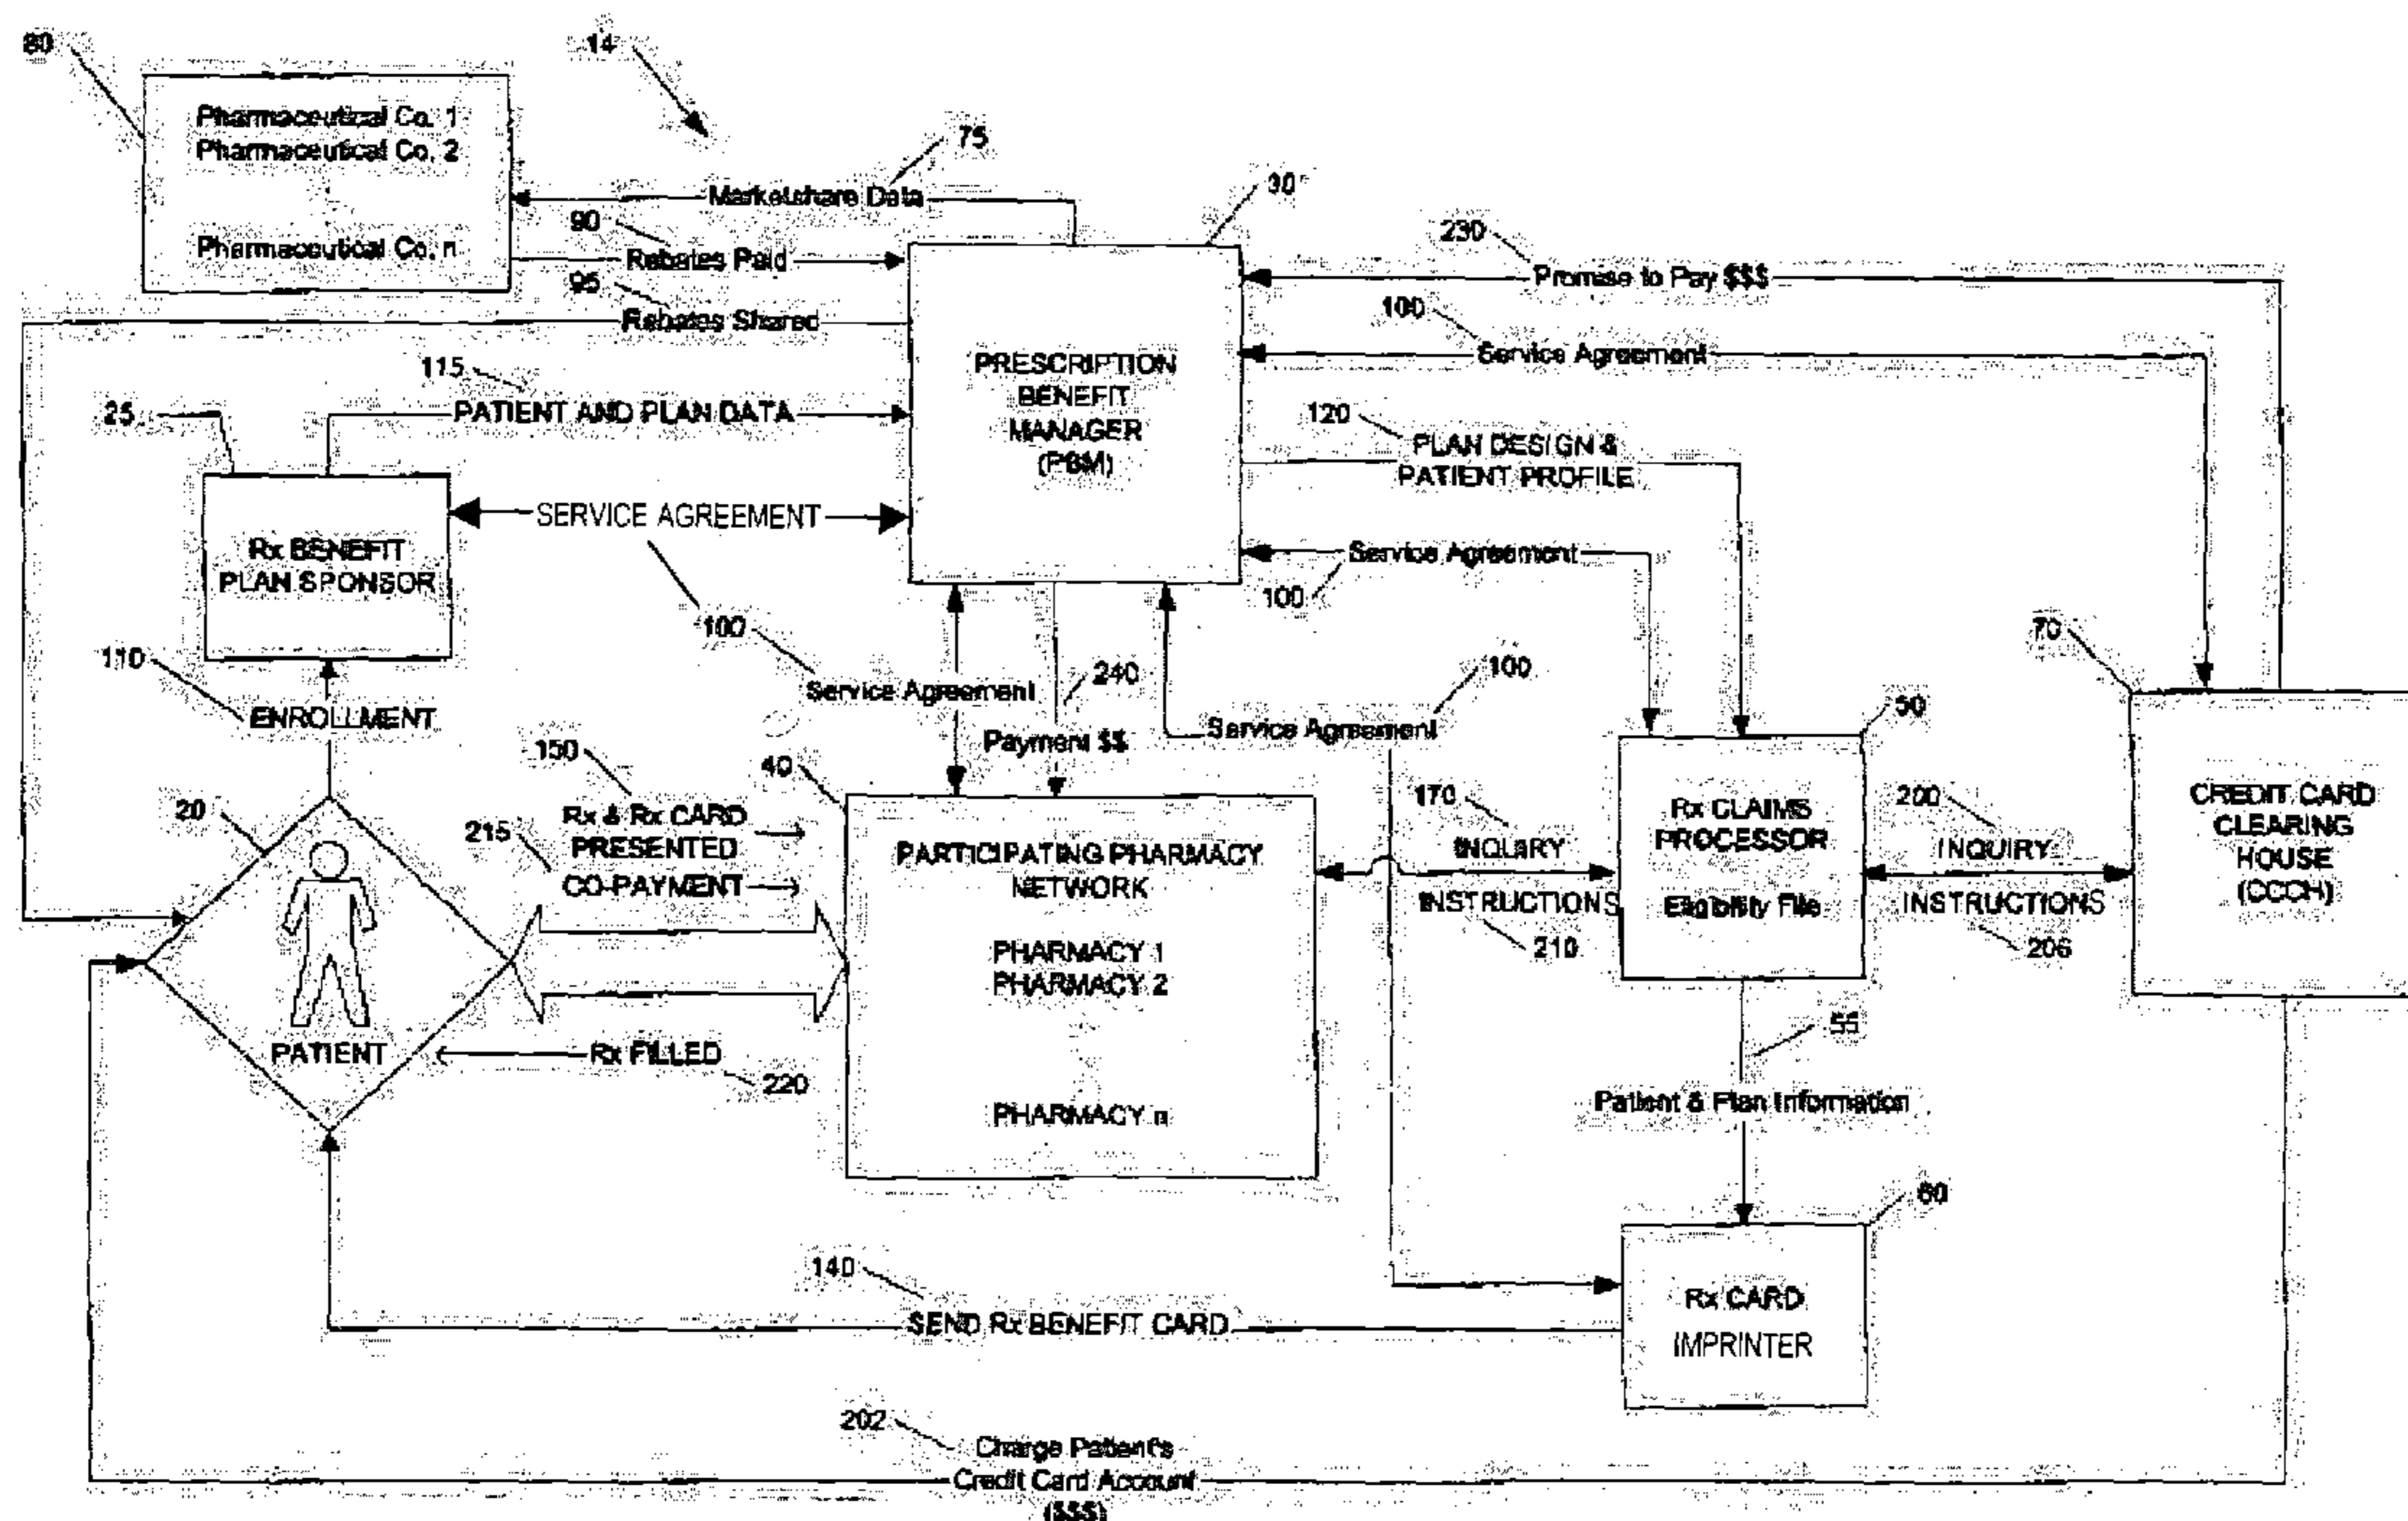 80
14
Pharmaceutical Co. 1
Pharmaceutical Co. 2
Pharmaceutical Co. n
75
Marketshare Data
90
Rebates Paid
95
Rebates Shared
30
230
Promise to Pay $$$
100
Service Agreement
PRESCRIPTION
BENEFIT
MANAGER
(PBM)
115
PATIENT AND PLAN DATA
25
120
PLAN DESIGN &
PATIENT PROFILE
SERVICE AGREEMENT
Rx BENEFIT
PLAN SPONSOR
Service Agreement
100
100
110
ENROLLMENT
Service Agreement
240
Payment $$
100
Service Agreement
70
50
150
Rx & Rx CARD
PRESENTED
215
CO-PAYMENT
40
20
PARTICIPATING PHARMACY
NETWORK
PHARMACY 1
PHARMACY 2
PHARMACY n
170
INQUIRY
INSTRUCTIONS
210
Rx CLAIMS
PROCESSOR
Eligibility File
200
INQUIRY
INSTRUCTIONS
206
CREDIT CARD
CLEARING
HOUSE
(CCCH)
PATIENT
Rx FILLED
220
55
Patient & Plan Information
60
140
SEND Rx BENEFIT CARD
Rx CARD
IMPRINTER
202
Charge Patient's
Credit Card Account
($$$)